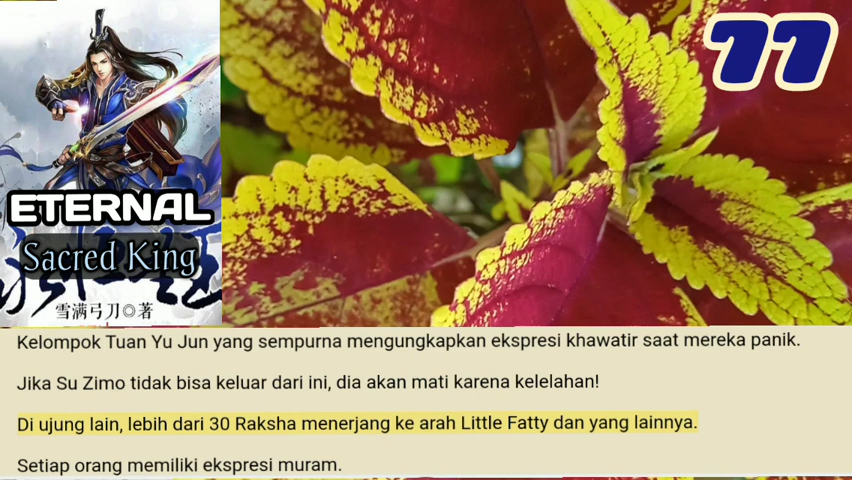 77
ETERNAL
Sacred King
雪满弓刀◎著
Kelompok Tuan Yu Jun yang sempurna mengungkapkan ekspresi khawatir saat mereka panik.
Jika Su Zimo tidak bisa keluar dari ini, dia akan mati karena kelelahan!
Di ujung lain, lebih dari 30 Raksha menerjang ke arah Little Fatty dan yang lainnya.
Setiap orang memiliki ekspresi muram.